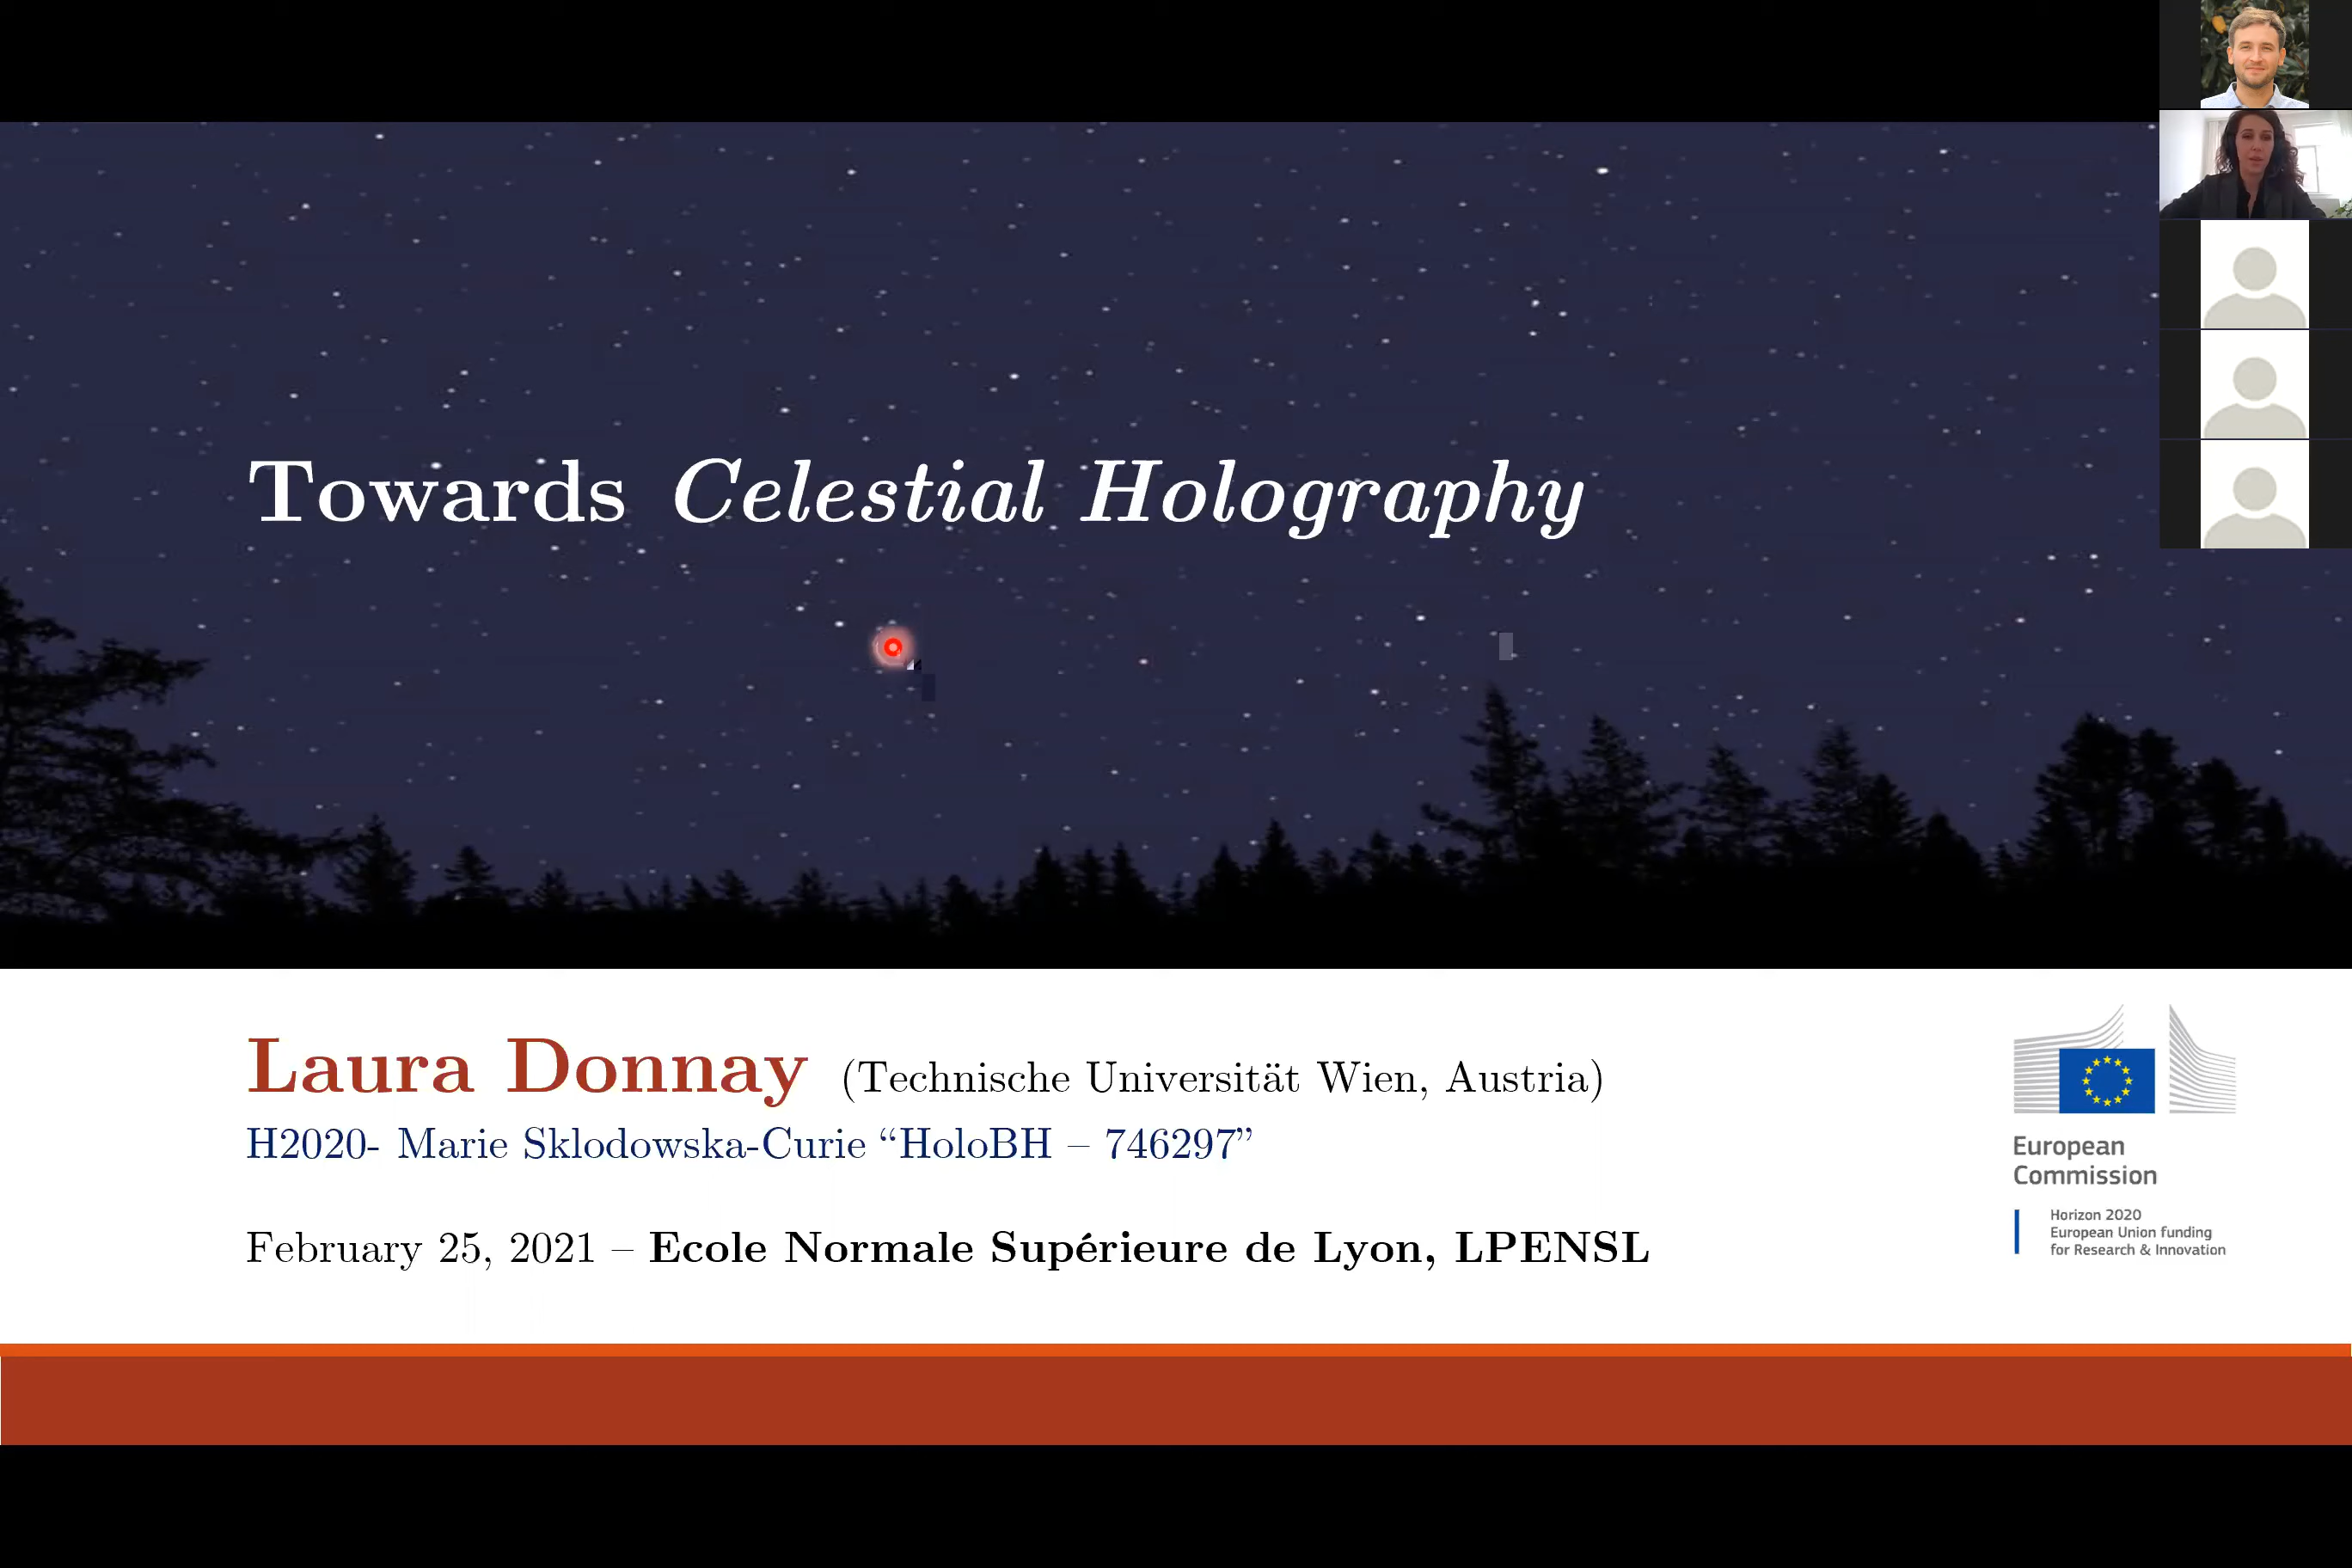 Towards Celestial Holography
Laura Donnay (Technische Universität Wien, Austria)
H2020- Marie Sklodowska-Curie “HoloBH – 746297”
February 25, 2021 – Ecole Normale Supérieure de Lyon, LPENSL
European
Commission
Horizon 2020
European Union funding
for Research & Innovation